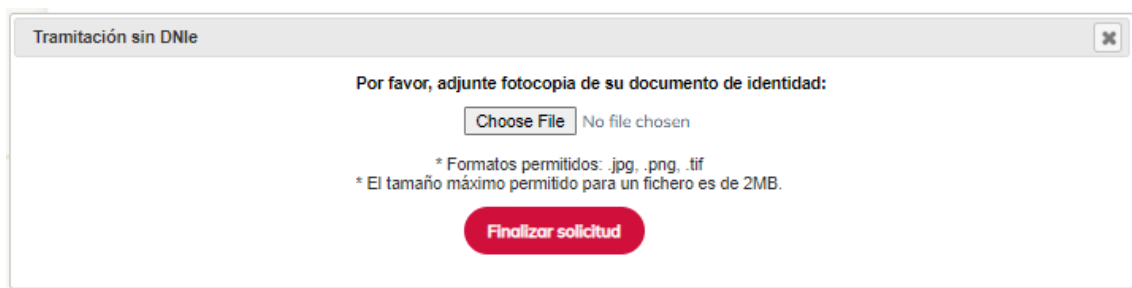 Tramitación sin DNIe
Por favor, adjunte fotocopia de su documento de identidad:
Choose File No file chosen
* Formatos permitidos: .jpg, .png, .tif
* El tamaño máximo permitido para un fichero es de 2MB.
Finalizar solicitud